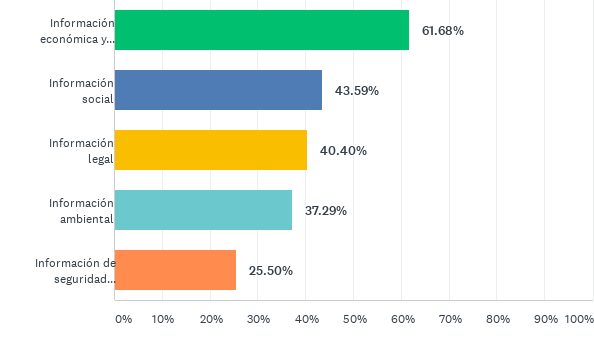 Información
económica y...
61.68%
Información
social
43.59%
Información
legal
40.40%
Información
ambiental
37.29%
Información de
seguridad...
25.50%
0% 10% 20% 30% 40% 50% 60% 70% 80% 90% 100%